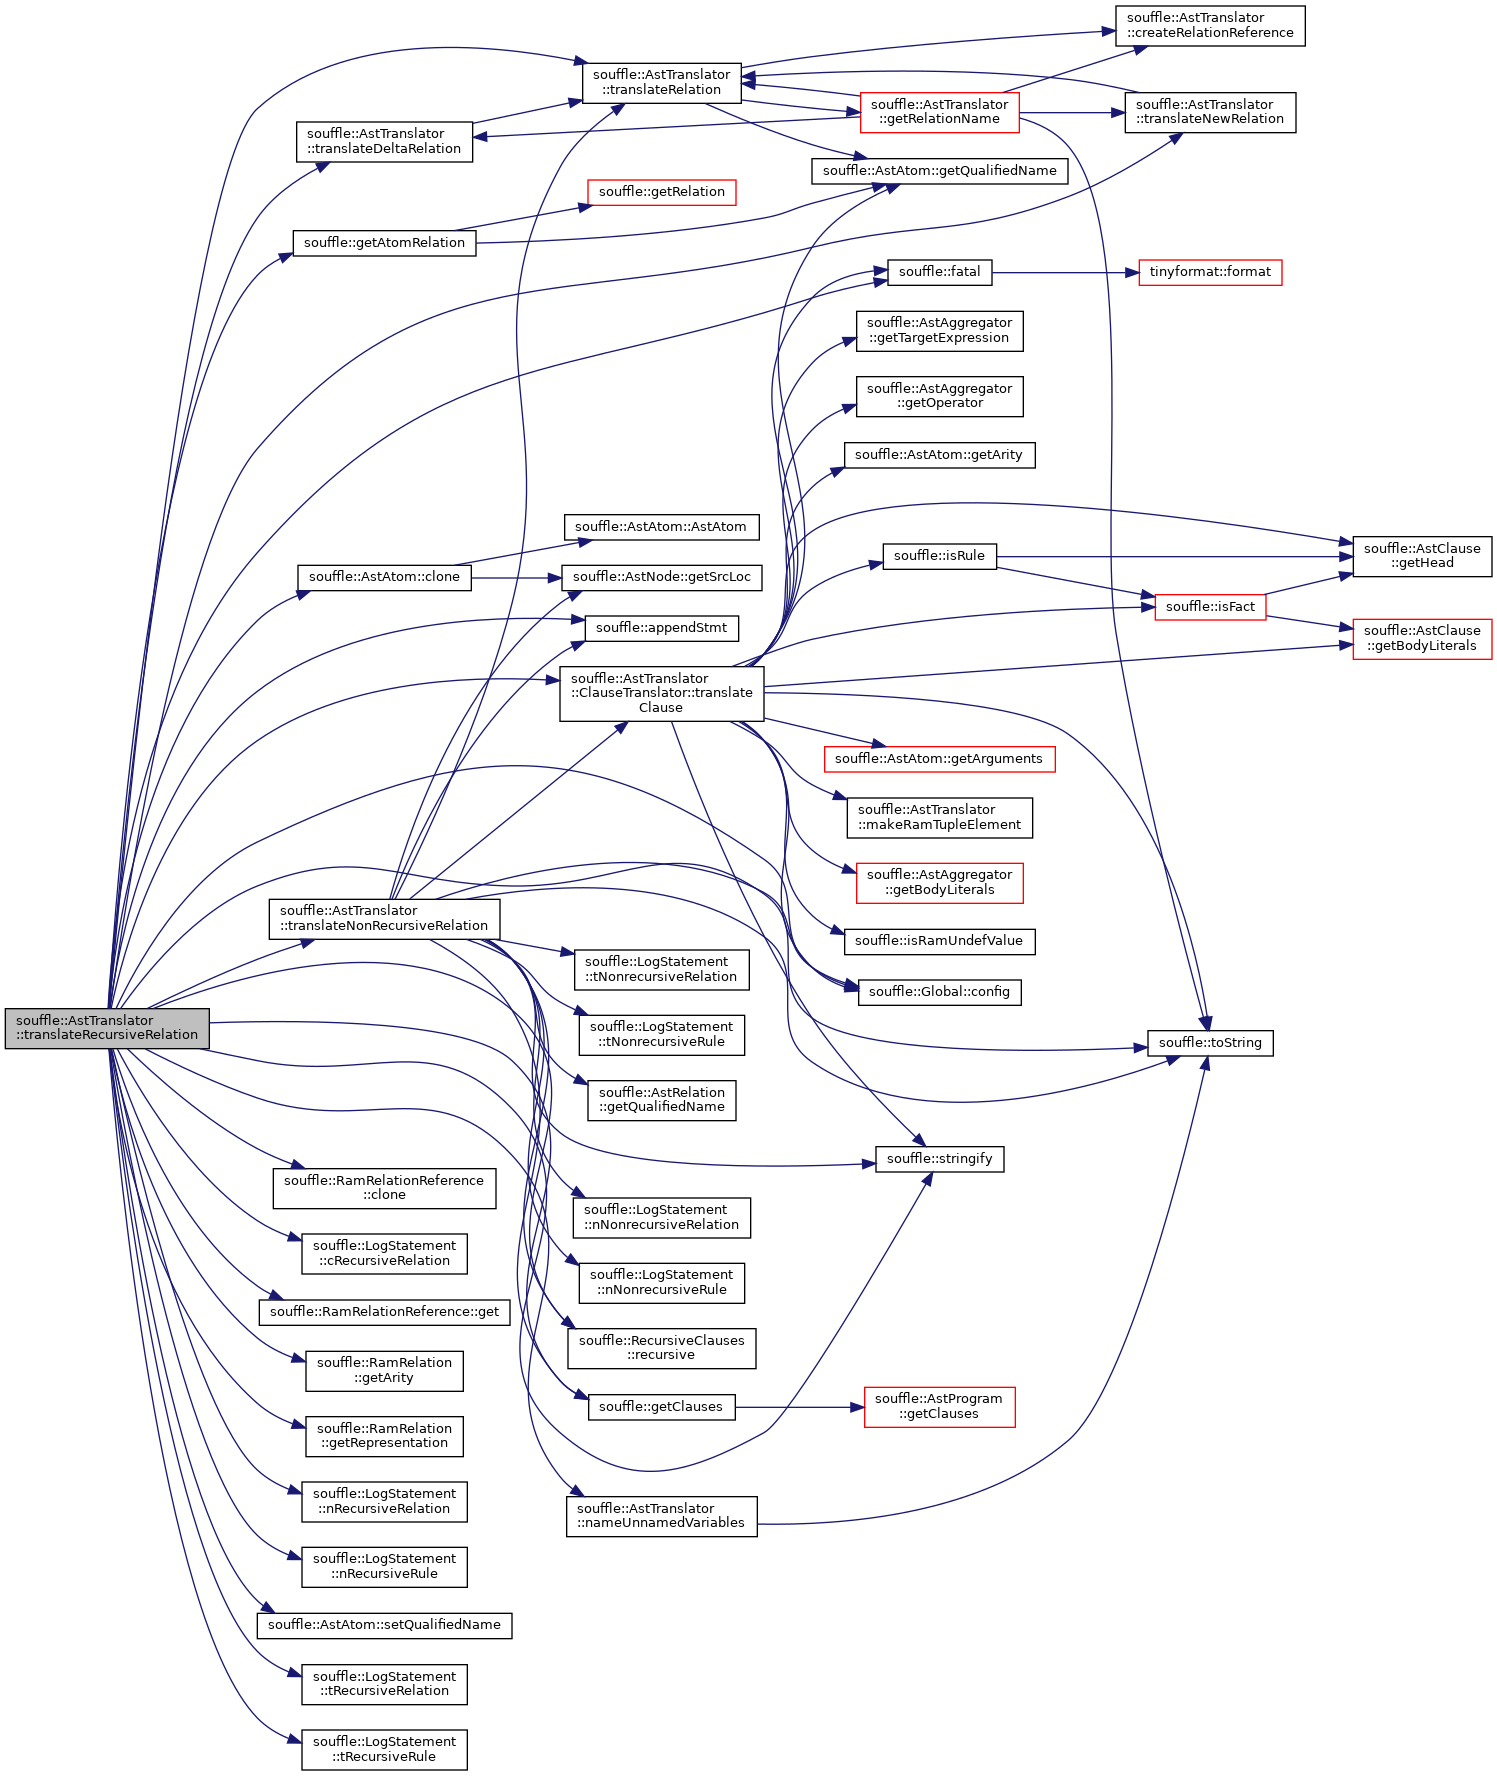 souffle::AstTranslator
::createRelationReference
souffle::AstTranslator
::translateRelation
souffle::AstTranslator
::getRelationName
souffle::AstTranslator
::translateNewRelation
souffle::AstTranslator
::translateDeltaRelation
souffle::AstAtom::getQualifiedName
souffle::getRelation
souffle::getAtomRelation
souffle::fatal
tinyformat::format
souffle::AstAggregator
::getTargetExpression
souffle::AstAggregator
::getOperator
souffle::AstAtom::getArity
souffle::AstAtom::AstAtom
souffle::AstAtom::clone
souffle::AstNode::getSrcLoc
souffle::isRule
souffle::AstClause
::getHead
souffle::isFact
souffle::appendStmt
souffle::AstClause
::getBodyLiterals
souffle::AstTranslator
::ClauseTranslator::translate
Clause
souffle::AstAtom::getArguments
souffle::AstTranslator
::makeRamTupleElement
souffle::AstAggregator
::getBodyLiterals
souffle::AstTranslator
::translateNonRecursiveRelation
souffle::isRamUndefValue
souffle::LogStatement
::tNonrecursiveRelation
souffle::Global::config
souffle::AstTranslator
::translateRecursiveRelation
souffle::LogStatement
::tNonrecursiveRule
souffle::toString
souffle::AstRelation
::getQualifiedName
souffle::stringify
souffle::RamRelationReference
::clone
souffle::LogStatement
::nNonrecursiveRelation
souffle::LogStatement
::cRecursiveRelation
souffle::LogStatement
::nNonrecursiveRule
souffle::RamRelationReference::get
souffle::RecursiveClauses
::recursive
souffle::RamRelation
::getArity
souffle::getClauses
souffle::AstProgram
::getClauses
souffle::RamRelation
::getRepresentation
souffle::LogStatement
::nRecursiveRelation
souffle::AstTranslator
::nameUnnamedVariables
souffle::LogStatement
::nRecursiveRule
souffle::AstAtom::setQualifiedName
souffle::LogStatement
::tRecursiveRelation
souffle::LogStatement
::tRecursiveRule